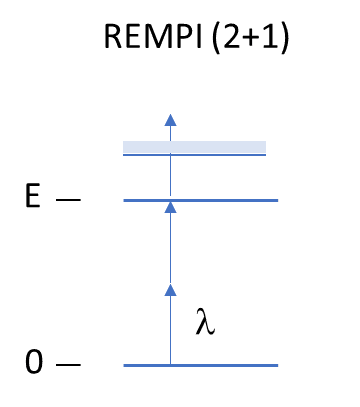 REMPI (2+1)
E
λ
0